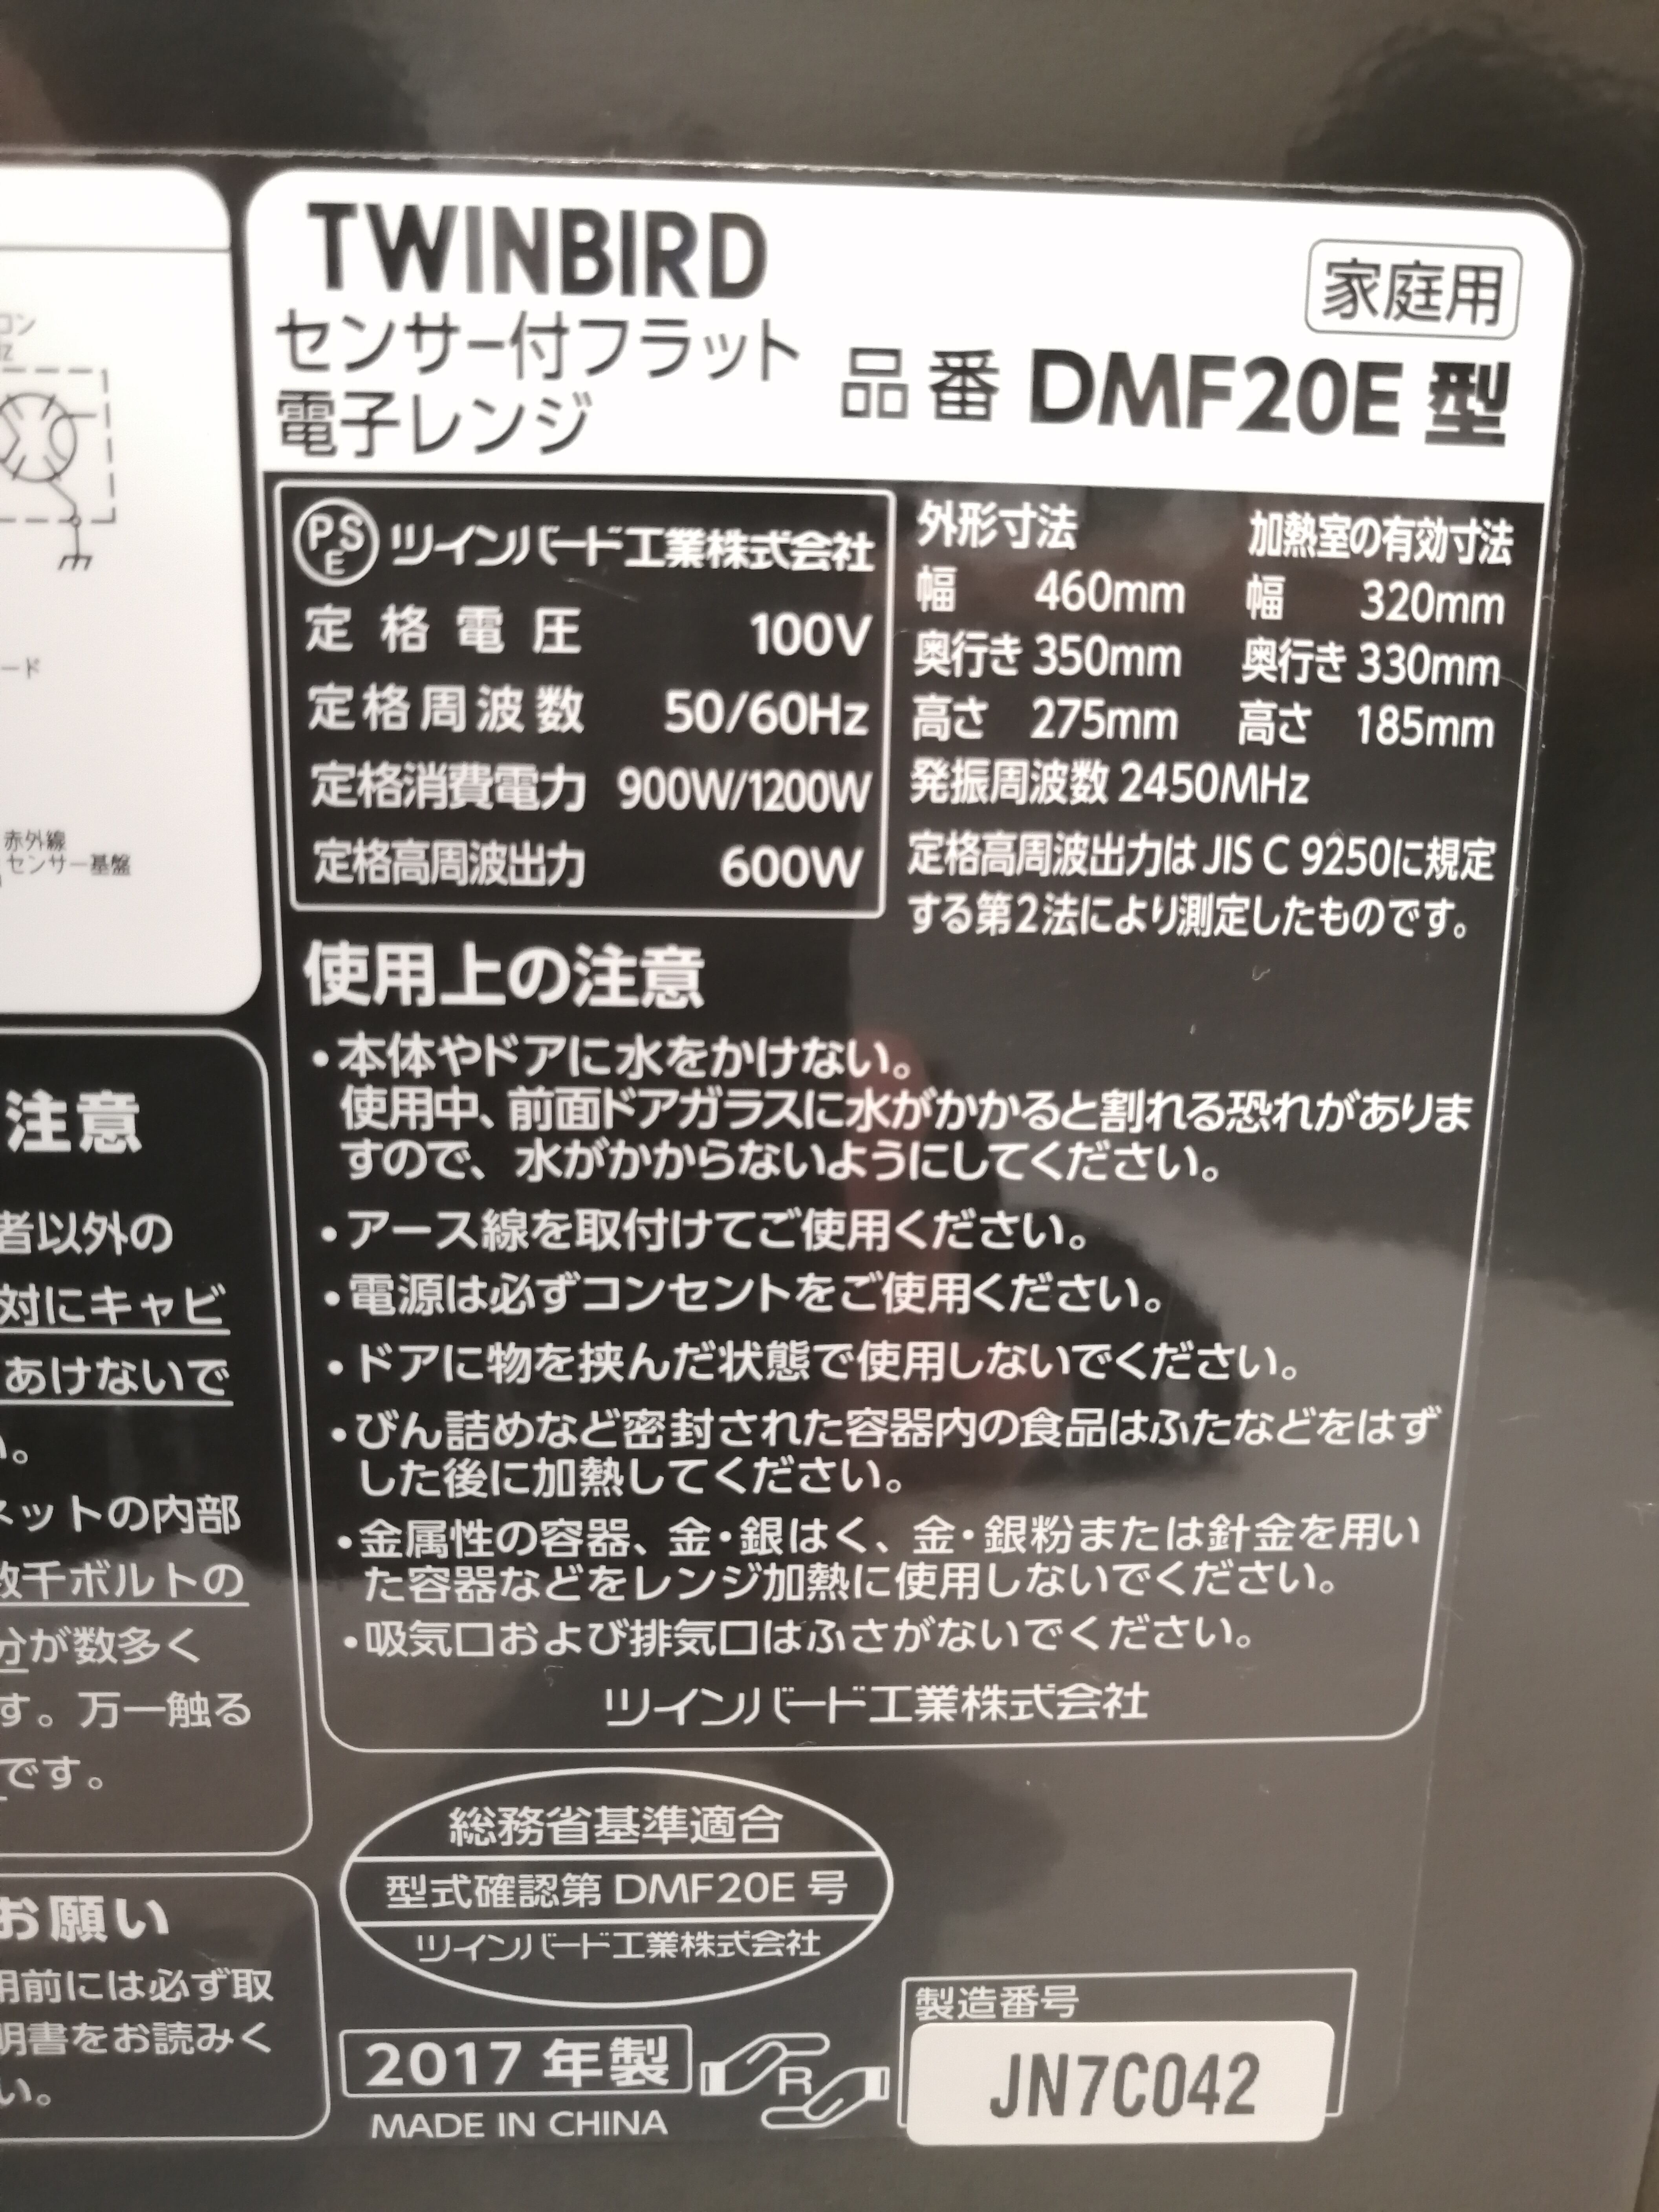 TWINBIRD
家庭用
センサー付フラット
電子レンジ
品番 DMF20E 型
PSE ツインバード工業株式会社
定格電圧 100V
定格周波数 50/60Hz
定格消費電力 900W/1200W
定格高周波出力 600W
外形寸法
幅 460mm
奥行き 350mm
高さ 275mm
加熱室の有効寸法
幅 320mm
奥行き 330mm
高さ 185mm
発振周波数 2450MHz
定格高周波出力は JIS C 9250に規定
する第2法により測定したものです。
使用上の注意
・本体やドアに水をかけない。
使用中、前面ドアガラスに水がかかると割れる恐れがありま
すので、水がかからないようにしてください。
・アース線を取付けてご使用ください。
・電源は必ずコンセントをご使用ください。
・ドアに物を挟んだ状態で使用しないでください。
・びん詰めなど密封された容器内の食品はふたなどをはず
した後に加熱してください。
・金属性の容器、金・銀はく、金・銀粉または針金を用い
た容器などをレンジ加熱に使用しないでください。
・吸気口および排気口はふさがないでください。
ツインバード工業株式会社
総務省基準適合
型式確認第 DMF20E 号
ツインバード工業株式会社
2017 年製
MADE IN CHINA
R
製造番号
JN7C042
コン
ード
赤外線
センサー基盤
注意
者以外の
対にキャビ
あけないで
い。
ネットの内部
数千ボルトの
分が数多く
す。万一触る
です。
お願い
用前には必ず取
明書をお読みく
い。